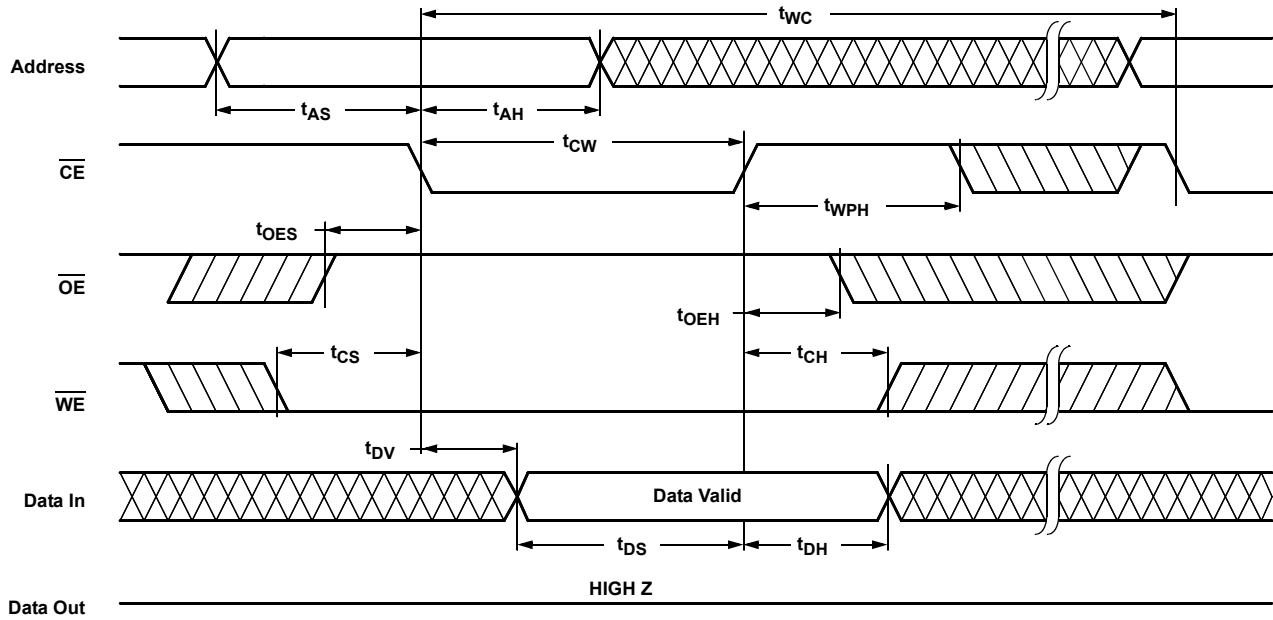 tWC
Address
tAS
tAH
tCW
CE
tWPH
tOES
OE
tOEH
tCS
tCH
WE
tDV
Data In
Data Valid
tDS
tDH
HIGH Z
Data Out